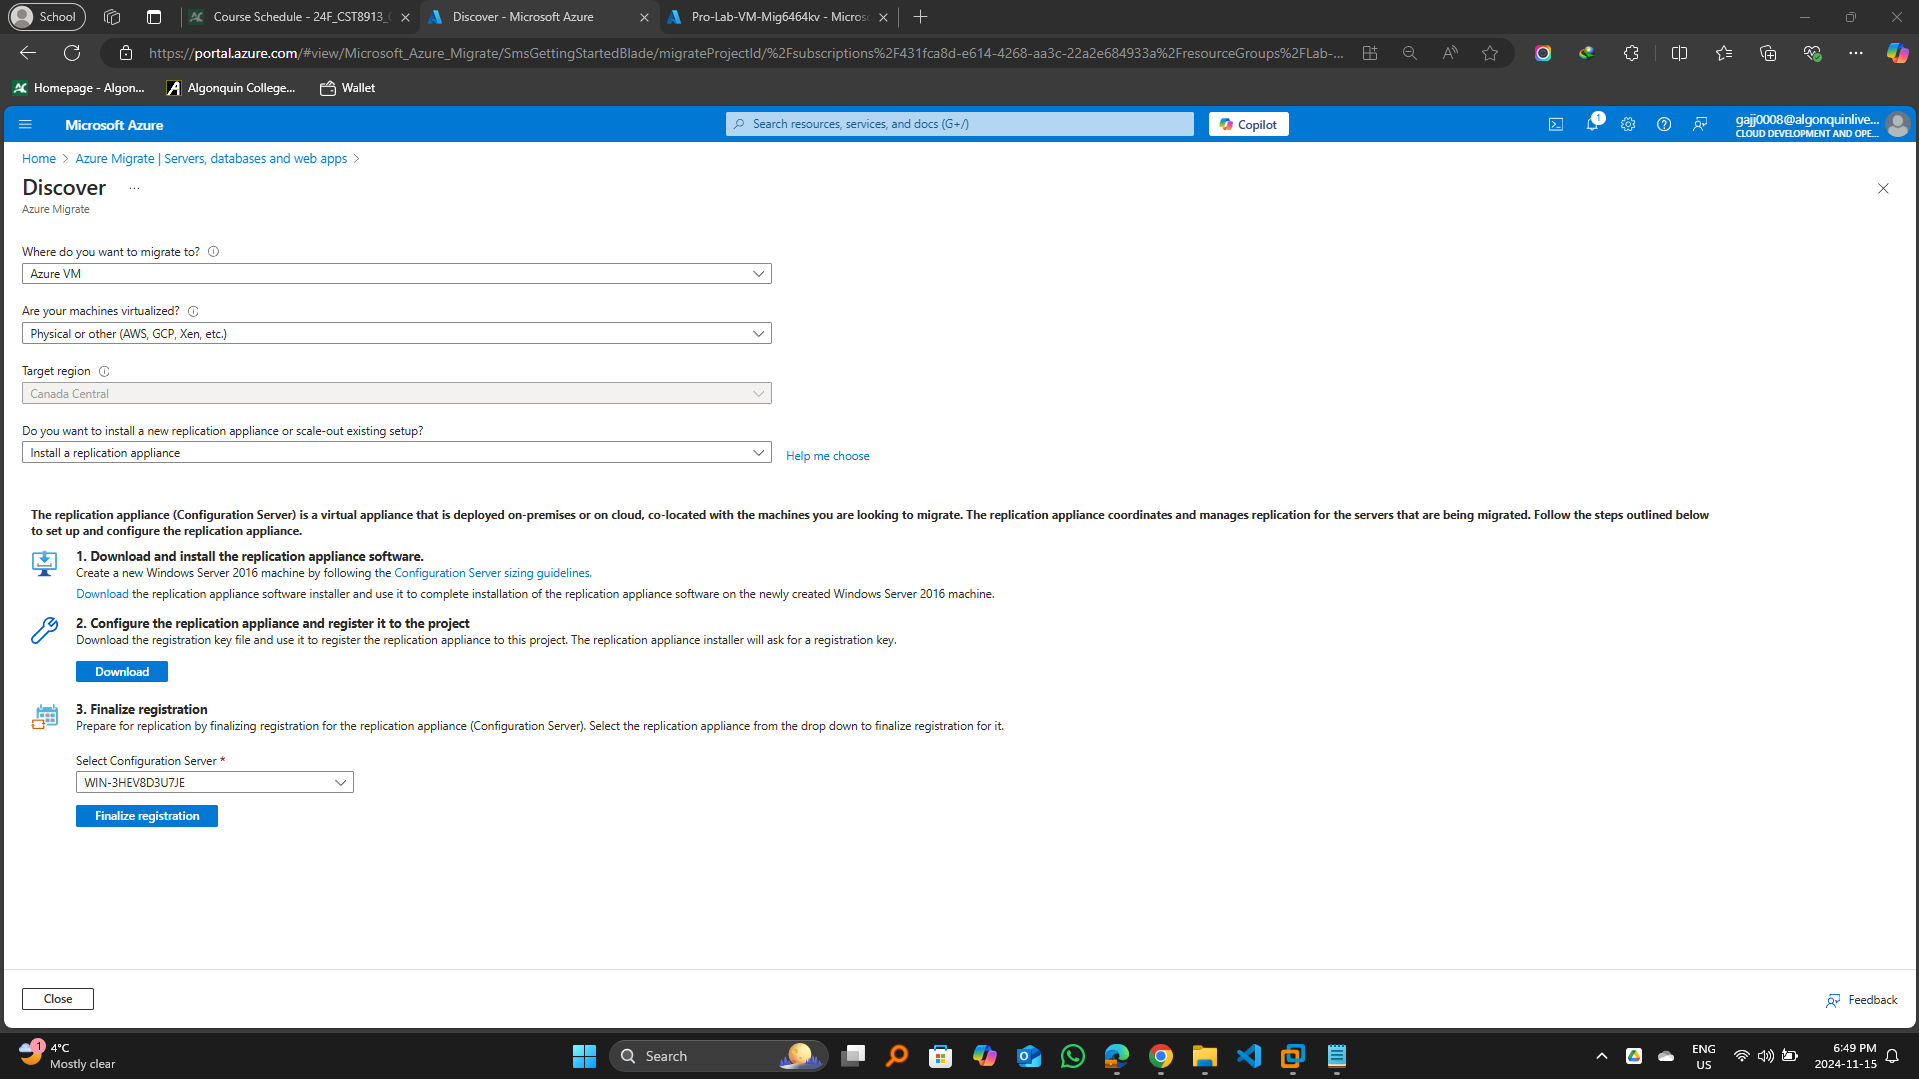 School
Course Schedule - 24F_CST8913_
Discover - Microsoft Azure
Pro-Lab-VM-Mig6464kv - Micros
https://portal.azure.com/#view/Microsoft_Azure_Migrate/SmsGettingStartedBlade/migrateProjectId/%2Fsubscriptions%2F431fca8d-e614-4268-aa3c-22a2e684933a%2FresourceGroups%2FLab-...
Homepage - Algon...
Algonquin College...
Wallet
Microsoft Azure
Search resources, services, and docs (G+/)
Copilot
1
gajj0008@algonquinlive...
CLOUD DEVELOPMENT AND OPE...
Home > Azure Migrate | Servers, databases and web apps >
Discover ...
Azure Migrate
Where do you want to migrate to?
Azure VM
Are your machines virtualized?
Physical or other (AWS, GCP, Xen, etc.)
Target region
Canada Central
Do you want to install a new replication appliance or scale-out existing setup?
Install a replication appliance
Help me choose
The replication appliance (Configuration Server) is a virtual appliance that is deployed on-premises or on cloud, co-located with the machines you are looking to migrate. The replication appliance coordinates and manages replication for the servers that are being migrated. Follow the steps outlined below
to set up and configure the replication appliance.
1. Download and install the replication appliance software.
Create a new Windows Server 2016 machine by following the Configuration Server sizing guidelines.
Download the replication appliance software installer and use it to complete installation of the replication appliance software on the newly created Windows Server 2016 machine.
2. Configure the replication appliance and register it to the project
Download the registration key file and use it to register the replication appliance to this project. The replication appliance installer will ask for a registration key.
Download
3. Finalize registration
Prepare for replication by finalizing registration for the replication appliance (Configuration Server). Select the replication appliance from the drop down to finalize registration for it.
Select Configuration Server *
WIN-3HEV8D3U7JE
Finalize registration
Close
Feedback
1
4°C
Mostly clear
Search
ENG
US
6:49 PM
2024-11-15